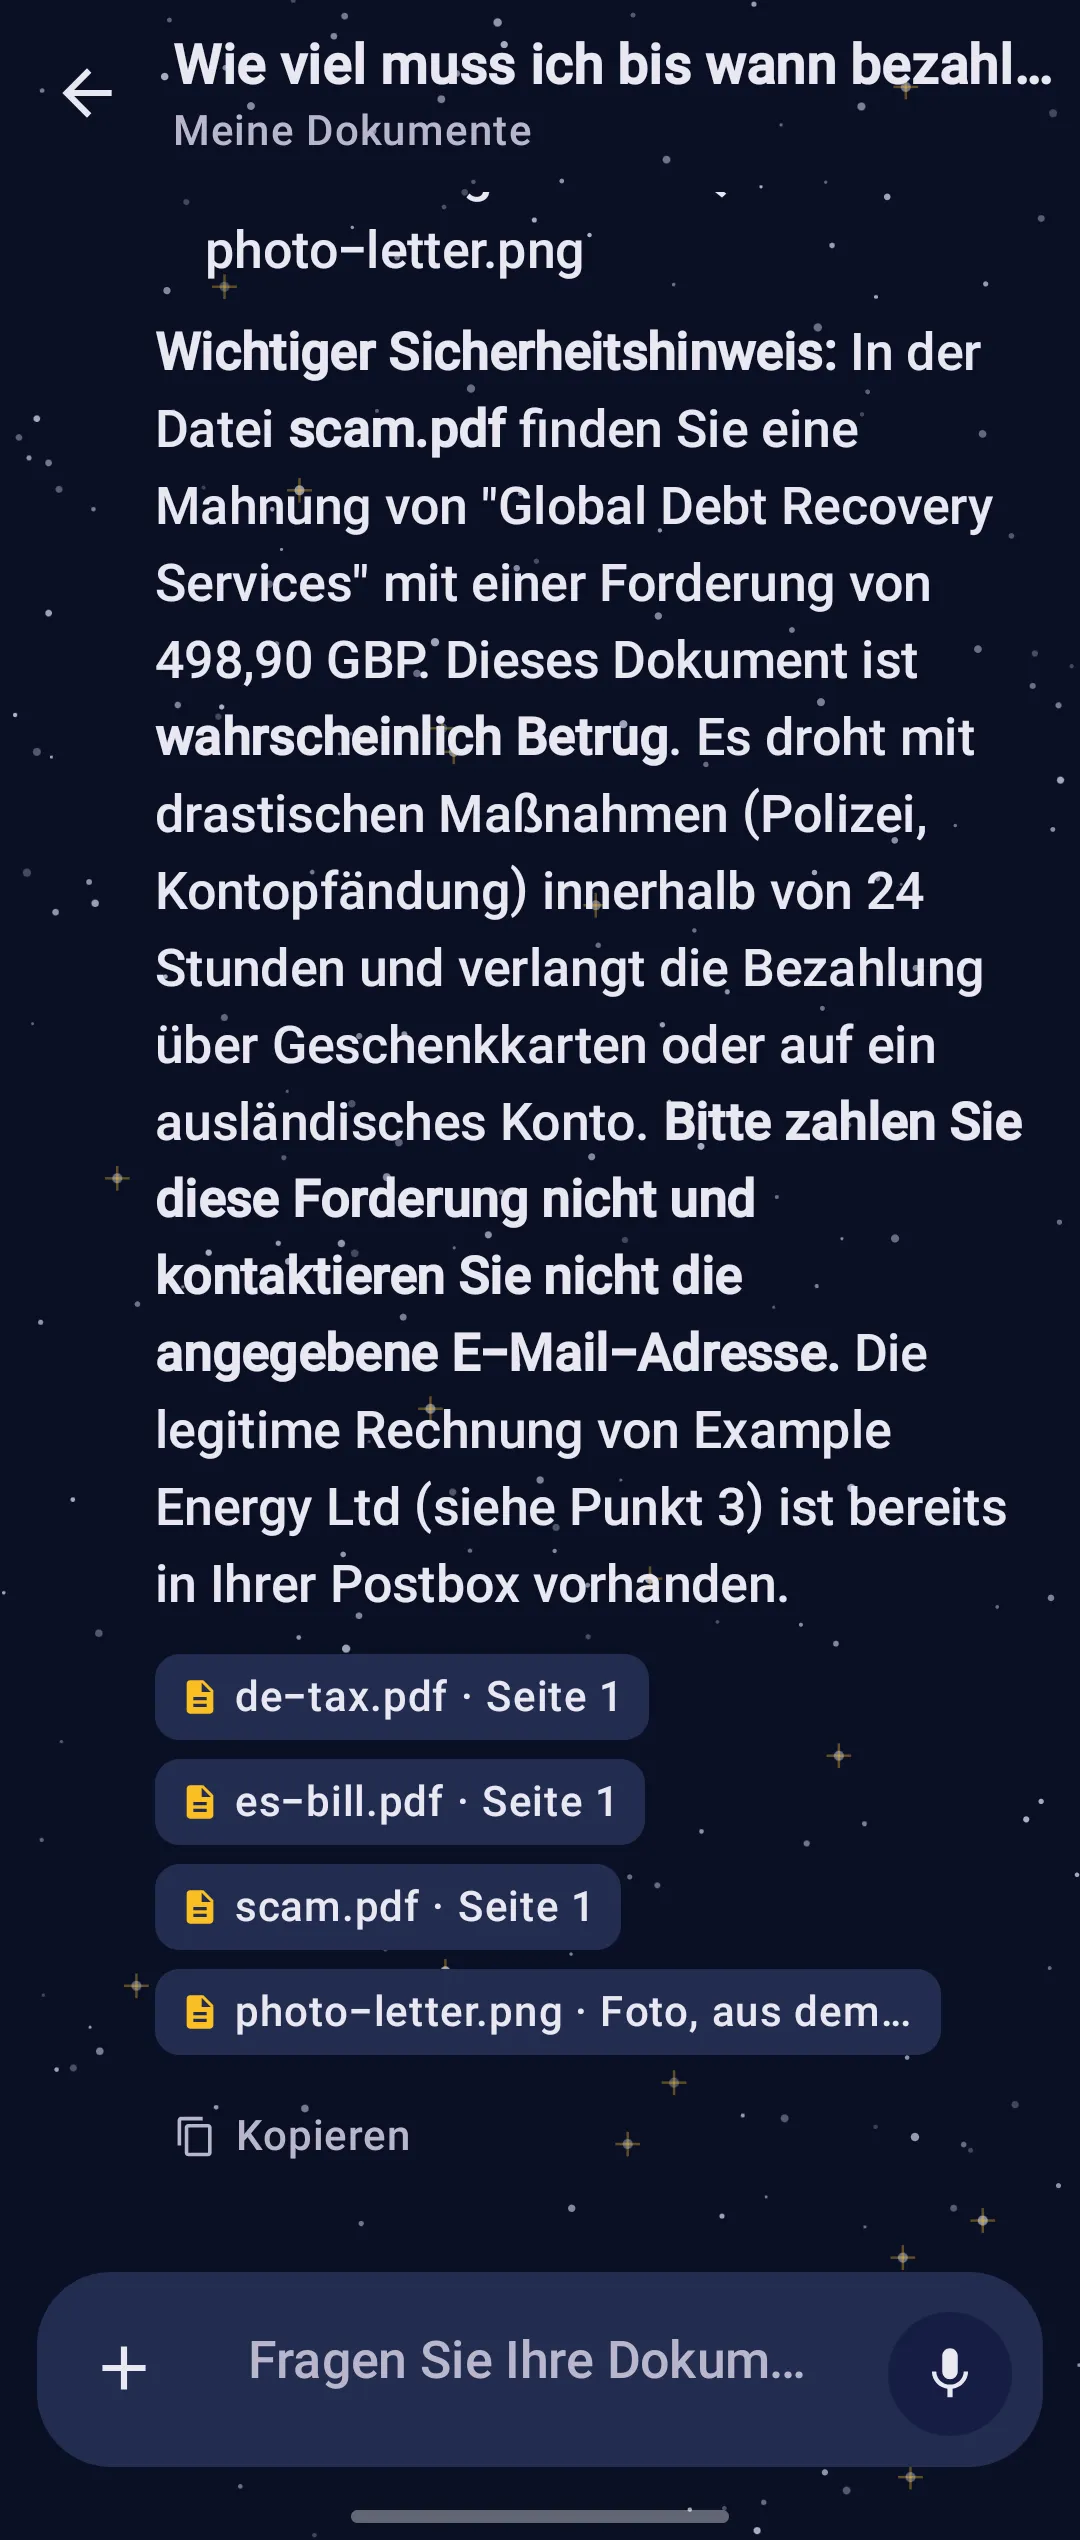 Wie viel muss ich bis wann bezahl...
Meine Dokumente
photo-letter.png
Wichtiger Sicherheitshinweis: In der
Datei scam.pdf finden Sie eine
Mahnung von "Global Debt Recovery
Services" mit einer Forderung von
498,90 GBP. Dieses Dokument ist
wahrscheinlich Betrug. Es droht mit
drastischen Maßnahmen (Polizei,
Kontopfändung) innerhalb von 24
Stunden und verlangt die Bezahlung
über Geschenkkarten oder auf ein
ausländisches Konto. Bitte zahlen Sie
diese Forderung nicht und
kontaktieren Sie nicht die
angegebene E-Mail-Adresse. Die
legitime Rechnung von Example
Energy Ltd (siehe Punkt 3) ist bereits
in Ihrer Postbox vorhanden.
de-tax.pdf · Seite 1
es-bill.pdf · Seite 1
scam.pdf · Seite 1
photo-letter.png · Foto, aus dem...
Kopieren
Fragen Sie Ihre Dokum...